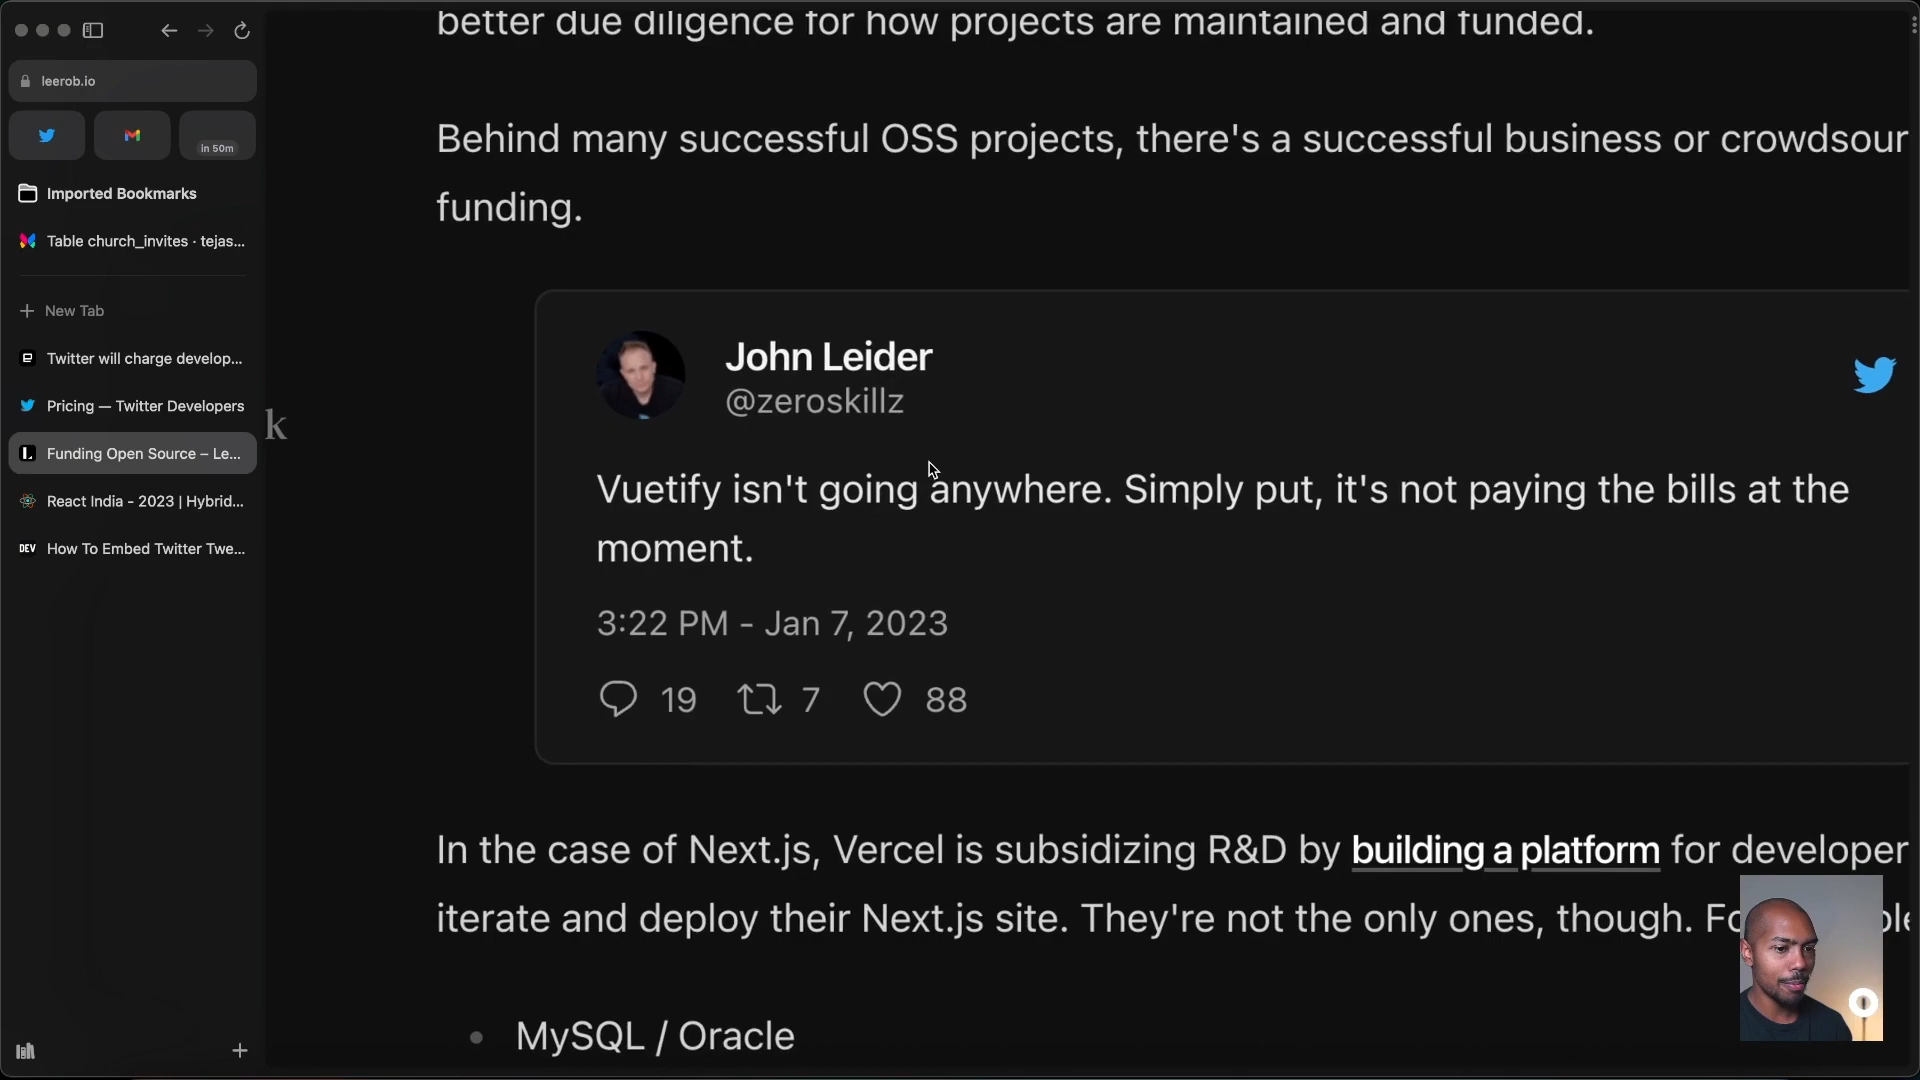 leerob.io
in 50m
Imported Bookmarks
Table church_invites · tejas...
New Tab
Twitter will charge develop...
Pricing — Twitter Developers
Funding Open Source – Le...
React India - 2023 | Hybrid...
DEV How To Embed Twitter Twe...
k
better due diligence for how projects are maintained and funded.
Behind many successful OSS projects, there's a successful business or crowdsour
funding.
John Leider
@zeroskillz
Vuetify isn't going anywhere. Simply put, it's not paying the bills at the
moment.
3:22 PM - Jan 7, 2023
19 7 88
In the case of Next.js, Vercel is subsidizing R&D by building a platform for developer
iterate and deploy their Next.js site. They're not the only ones, though.
MySQL / Oracle